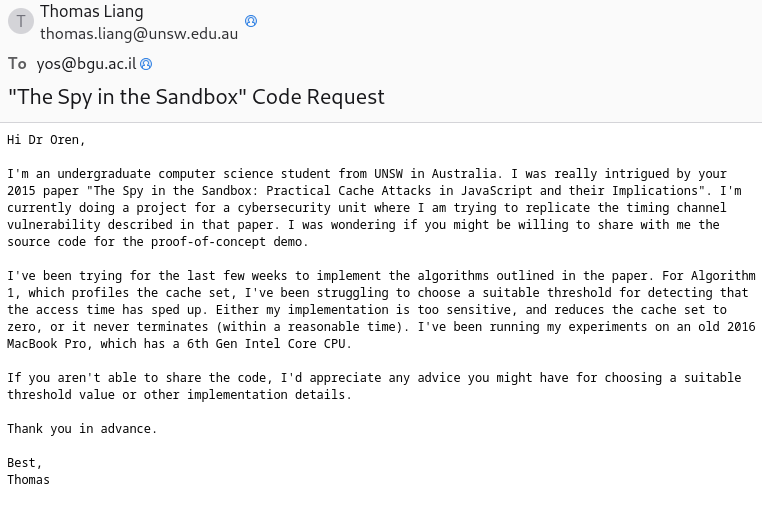 T
Thomas Liang
thomas.liang@unsw.edu.au
To yos@bgu.ac.il
"The Spy in the Sandbox" Code Request
Hi Dr Oren,
I'm an undergraduate computer science student from UNSW in Australia. I was really intrigued by your
2015 paper "The Spy in the Sandbox: Practical Cache Attacks in JavaScript and their Implications". I'm
currently doing a project for a cybersecurity unit where I am trying to replicate the timing channel
vulnerability described in that paper. I was wondering if you might be willing to share with me the
source code for the proof-of-concept demo.
I've been trying for the last few weeks to implement the algorithms outlined in the paper. For Algorithm
1, which profiles the cache set, I've been struggling to choose a suitable threshold for detecting that
the access time has sped up. Either my implementation is too sensitive, and reduces the cache set to
zero, or it never terminates (within a reasonable time). I've been running my experiments on an old 2016
MacBook Pro, which has a 6th Gen Intel Core CPU.
If you aren't able to share the code, I'd appreciate any advice you might have for choosing a suitable
threshold value or other implementation details.
Thank you in advance.
Best,
Thomas